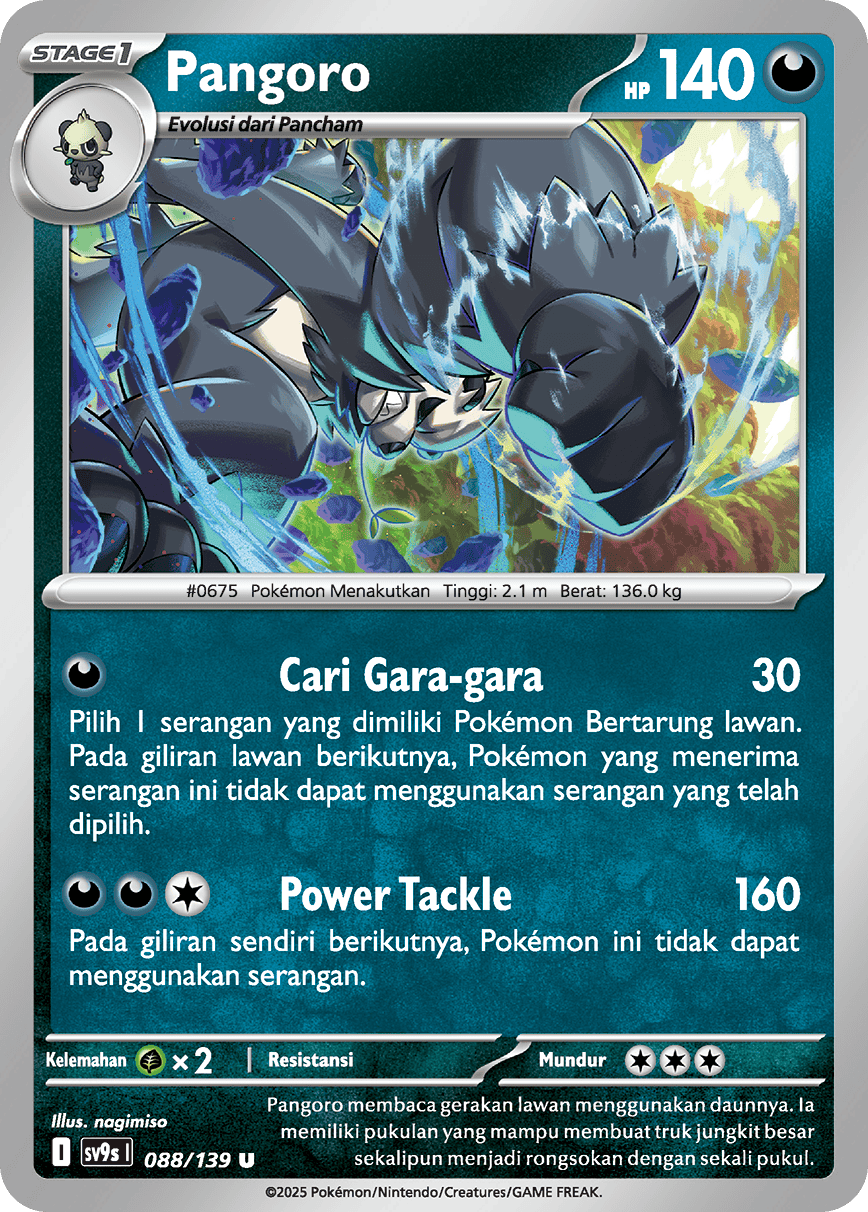 STAGE1
Pangoro
HP 140
Evolusi dari Pancham
#0675 Pokémon Menakutkan Tinggi: 2.1 m Berat: 136.0 kg
Cari Gara-gara 30
Pilih 1 serangan yang dimiliki Pokémon Bertarung lawan.
Pada giliran lawan berikutnya, Pokémon yang menerima
serangan ini tidak dapat menggunakan serangan yang telah
dipilih.
Power Tackle 160
Pada giliran sendiri berikutnya, Pokémon ini tidak dapat
menggunakan serangan.
Kelemahan ×2 | Resistansi Mundur
Illus. nagimiso
Pangoro membaca gerakan lawan menggunakan daunnya. Ia
memiliki pukulan yang mampu membuat truk jungkit besar
sekalipun menjadi rongsokan dengan sekali pukul.
I sv9s I 088/139 U
©2025 Pokémon/Nintendo/Creatures/GAME FREAK.